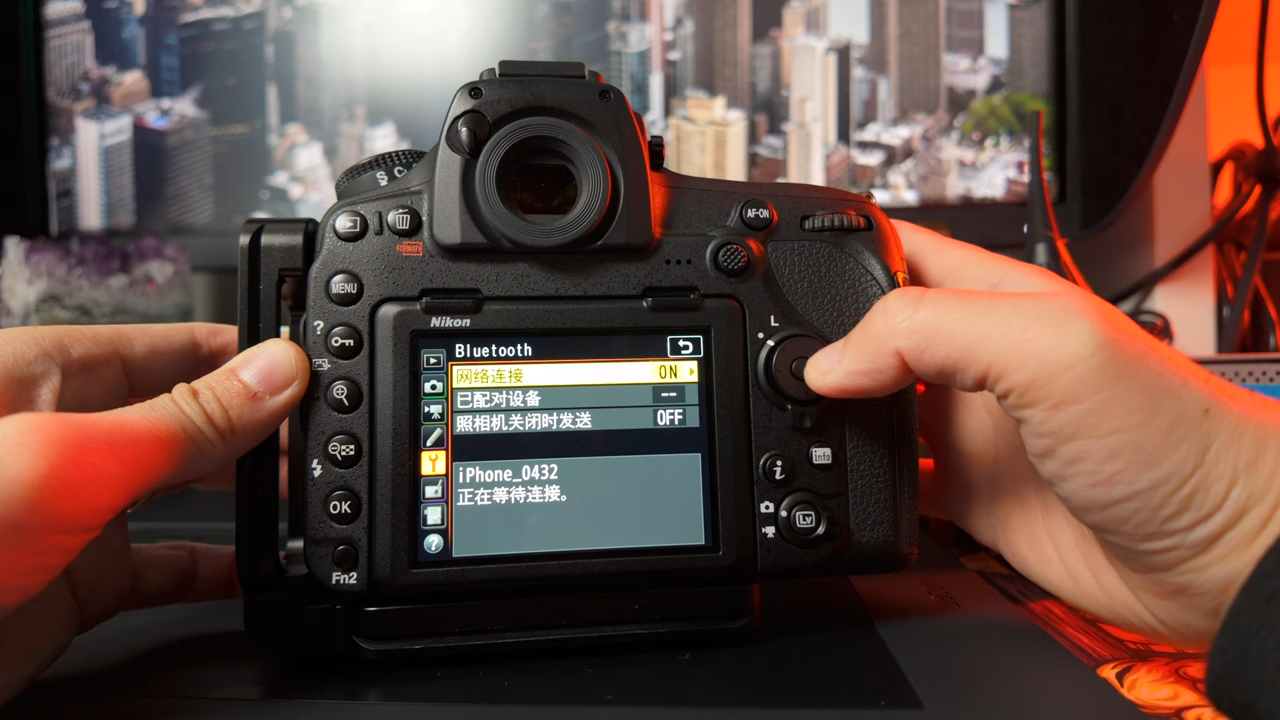 S C
AF-ON
FORMAT
MENU
Nikon
L
?
Bluetooth
网络连接 ON
已配对设备 --
照相机关闭时发送 OFF
iPhone_0432
正在等待连接。
info
i
OK
Lv
Fn2
?